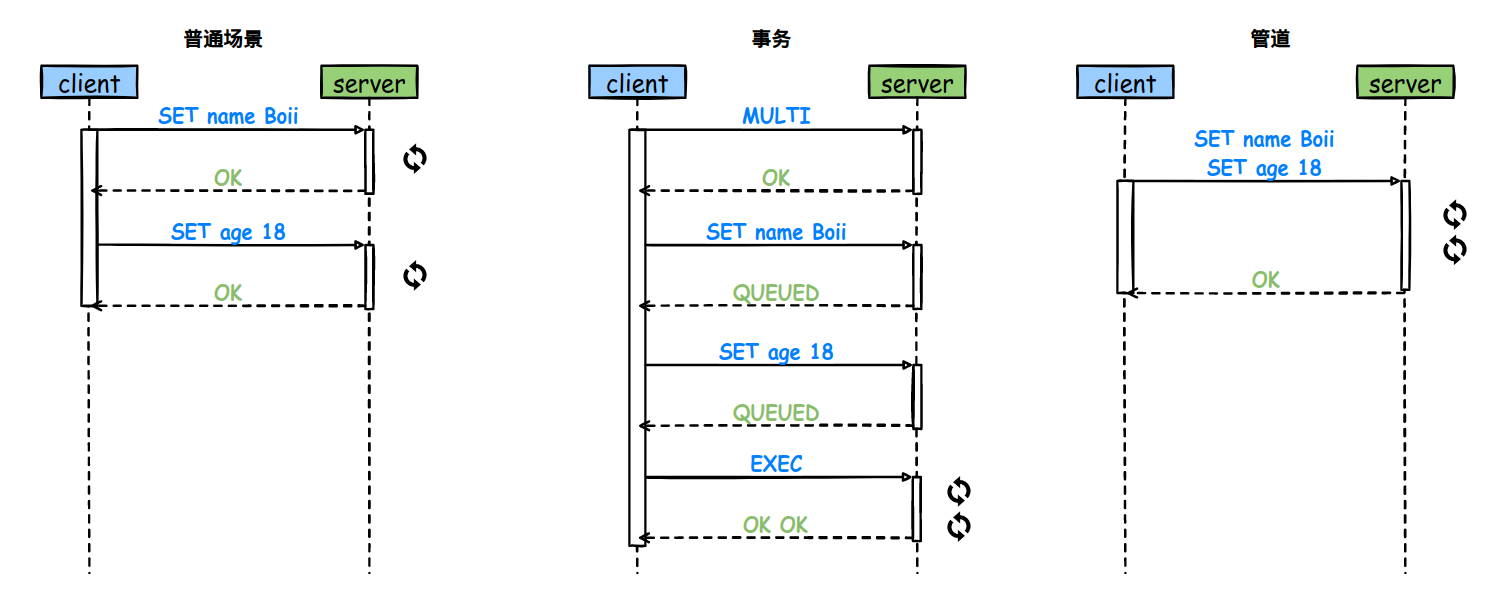 普通场景
client
server
SET name Boii
OK
SET age 18
OK
事务
client
server
MULTI
OK
SET name Boii
QUEUED
SET age 18
QUEUED
EXEC
OK OK
管道
client
server
SET name Boii
SET age 18
OK